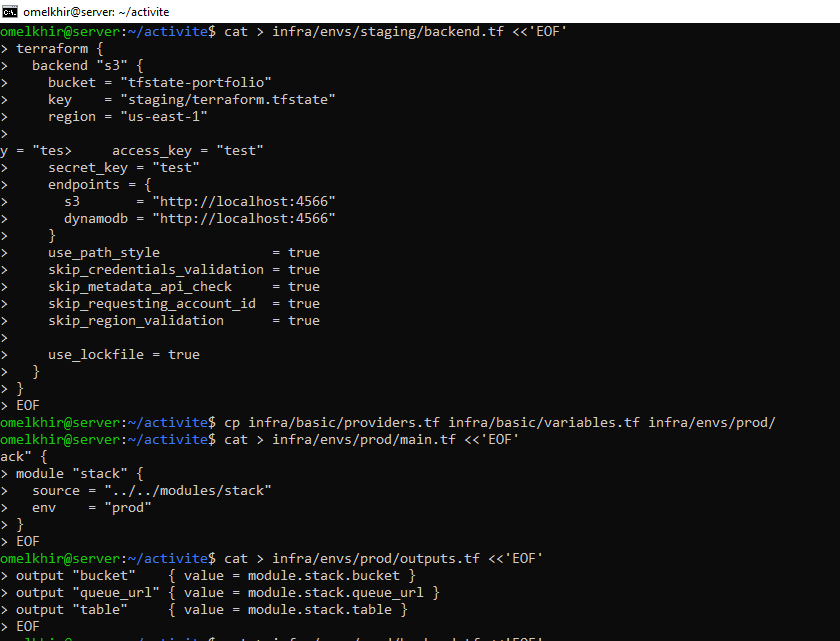 omelkhir@server: ~/activite
omelkhir@server:~/activite$ cat > infra/envs/staging/backend.tf <<'EOF'
> terraform {
>   backend "s3" {
>     bucket = "tfstate-portfolio"
>     key    = "staging/terraform.tfstate"
>     region = "us-east-1"
>
y = "tes>     access_key = "test"
>     secret_key = "test"
>     endpoints = {
>       s3       = "http://localhost:4566"
>       dynamodb = "http://localhost:4566"
>     }
>     use_path_style              = true
>     skip_credentials_validation = true
>     skip_metadata_api_check     = true
>     skip_requesting_account_id  = true
>     skip_region_validation      = true
>
>     use_lockfile = true
>   }
> }
> EOF
omelkhir@server:~/activite$ cp infra/basic/providers.tf infra/basic/variables.tf infra/envs/prod/
omelkhir@server:~/activite$ cat > infra/envs/prod/main.tf <<'EOF'
ack" {
> module "stack" {
>   source = "../../modules/stack"
>   env    = "prod"
> }
> EOF
omelkhir@server:~/activite$ cat > infra/envs/prod/outputs.tf <<'EOF'
> output "bucket"    { value = module.stack.bucket }
> output "queue_url" { value = module.stack.queue_url }
> output "table"     { value = module.stack.table }
> EOF